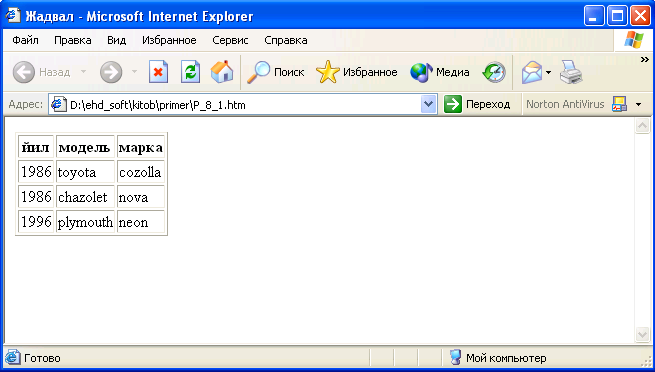 Жадвал - Microsoft Internet Explorer
Файл Правка Вид Избранное Сервис Справка
Назад Поиск Избранное Медиа
Адрес: D:\ehd_soft\kitob\primer\P_8_1.htm Переход Norton AntiVirus
йил модель марка
1986 toyota cozolla
1986 chazolet nova
1996 plymouth neon
Готово Мой компьютер